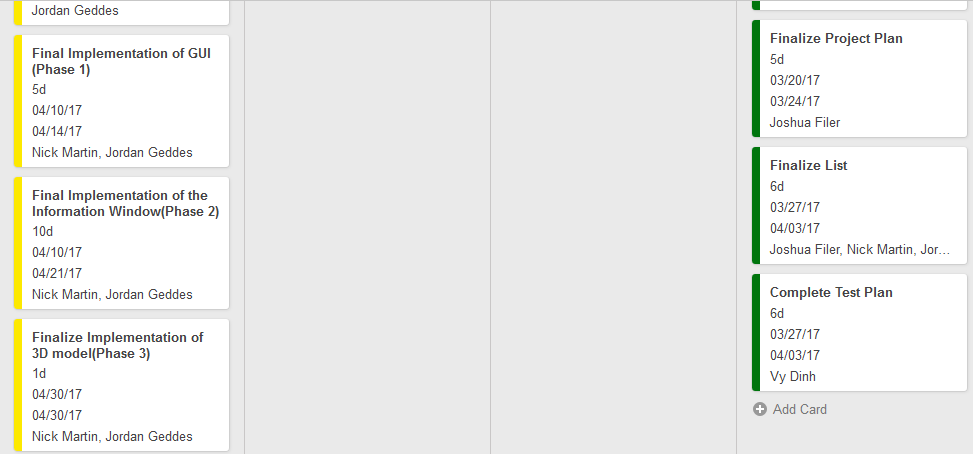 Jordan Geddes
Final Implementation of GUI
(Phase 1)
5d
04/10/17
04/14/17
Nick Martin, Jordan Geddes
Final Implementation of the
Information Window(Phase 2)
10d
04/10/17
04/21/17
Nick Martin, Jordan Geddes
Finalize Implementation of
3D model(Phase 3)
1d
04/30/17
04/30/17
Nick Martin, Jordan Geddes
Finalize Project Plan
5d
03/20/17
03/24/17
Joshua Filer
Finalize List
6d
03/27/17
04/03/17
Joshua Filer, Nick Martin, Jor...
Complete Test Plan
6d
03/27/17
04/03/17
Vy Dinh
Add Card